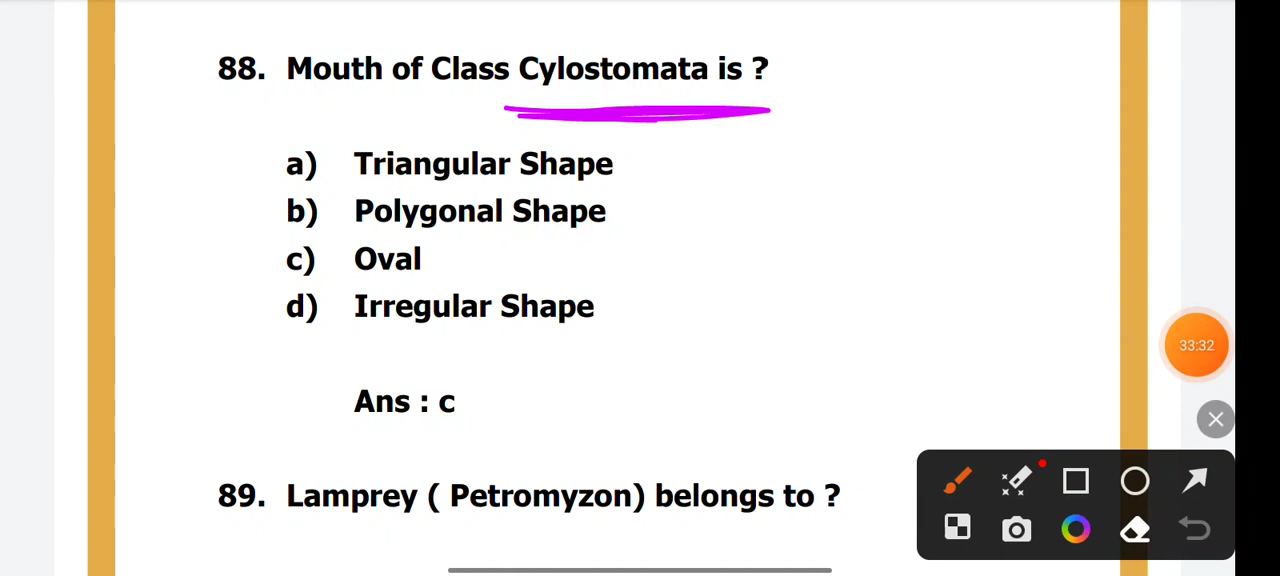 88. Mouth of Class Cylostomata is ?
a) Triangular Shape
b) Polygonal Shape
c) Oval
d) Irregular Shape
Ans : c
33:32
89. Lamprey ( Petromyzon) belongs to ?